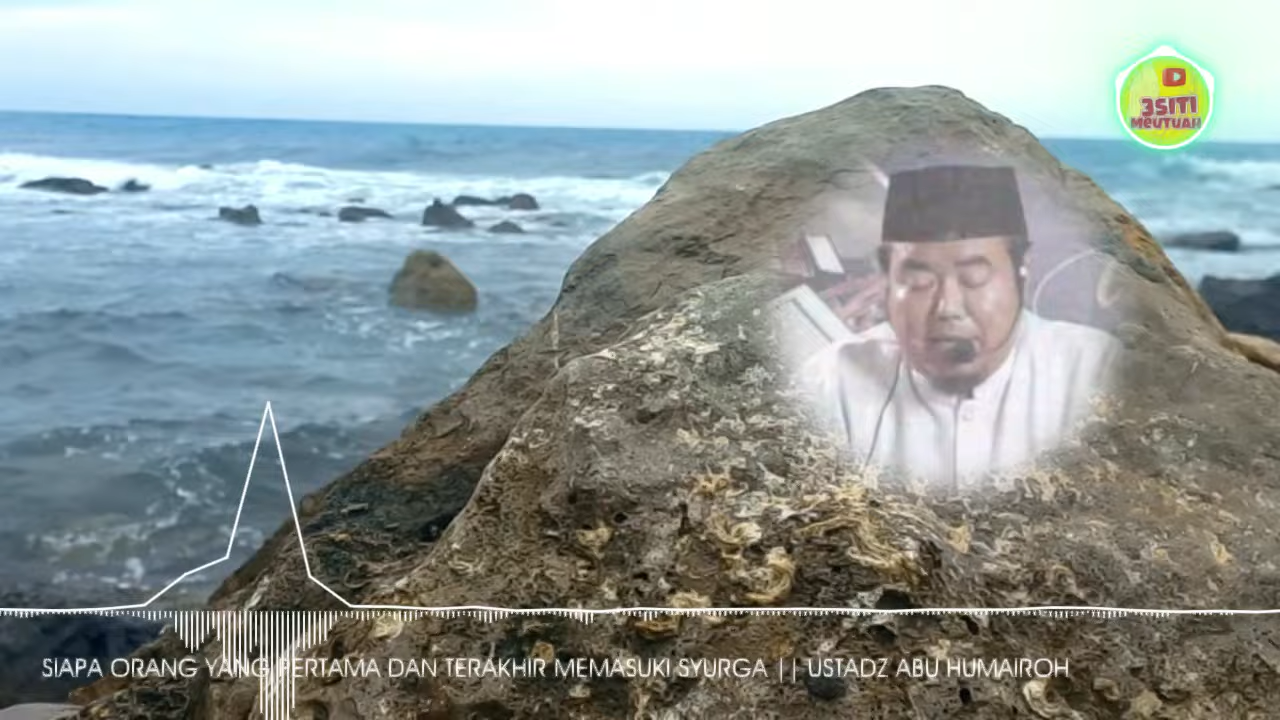 3SITI
MEUTUAH
SIAPA ORANG YANG PERTAMA DAN TERAKHIR MEMASUKI SYURGA || USTADZ ABU HUMAIROH